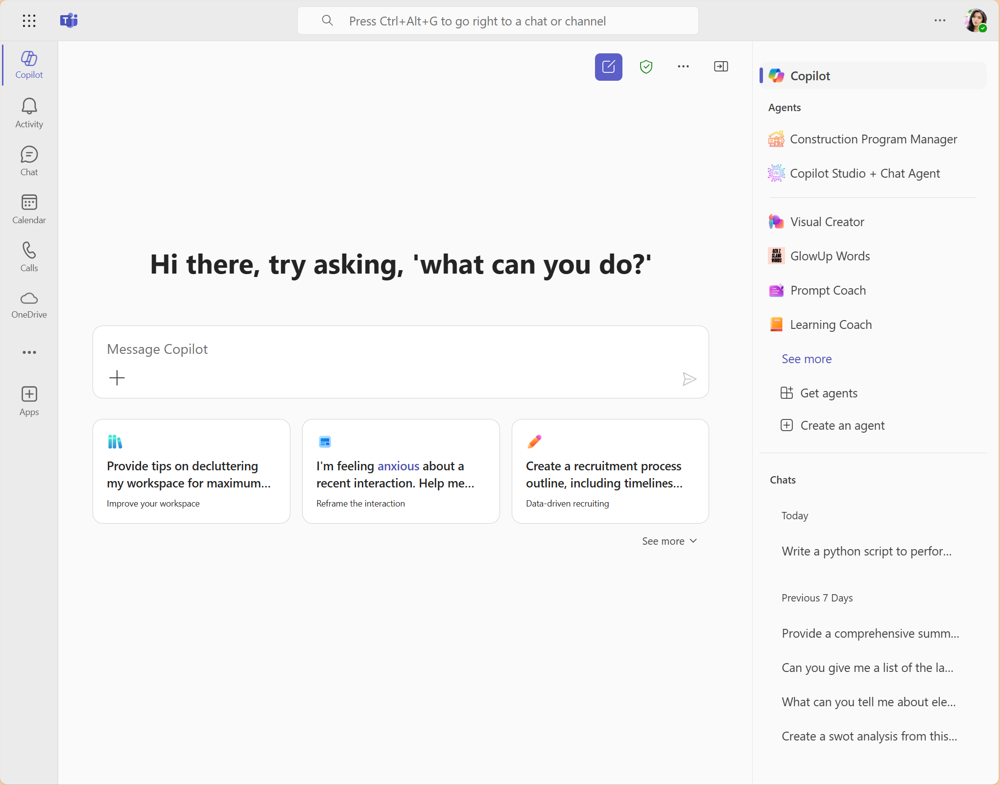 Press Ctrl+Alt+G to go right to a chat or channel
Copilot
Activity
Chat
Calendar
Calls
OneDrive
Apps
Hi there, try asking, 'what can you do?'
Message Copilot
Provide tips on decluttering
my workspace for maximum...
Improve your workspace
I'm feeling anxious about a
recent interaction. Help me...
Reframe the interaction
Create a recruitment process
outline, including timelines...
Data-driven recruiting
See more
Copilot
Agents
Construction Program Manager
AI
Copilot Studio + Chat Agent
Visual Creator
GEN Z
SLANG
WORDS
GlowUp Words
Prompt Coach
Learning Coach
See more
Get agents
Create an agent
Chats
Today
Write a python script to perfor...
Previous 7 Days
Provide a comprehensive summ...
Can you give me a list of the la...
What can you tell me about ele...
Create a swot analysis from this...